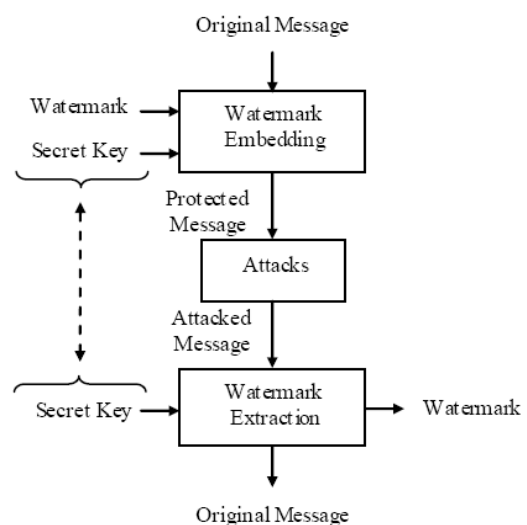 Original Message
Watermark
Secret Key
Watermark
Embedding
Protected
Message
Attacks
Attacked
Message
Secret Key
Watermark
Extraction
Watermark
Original Message